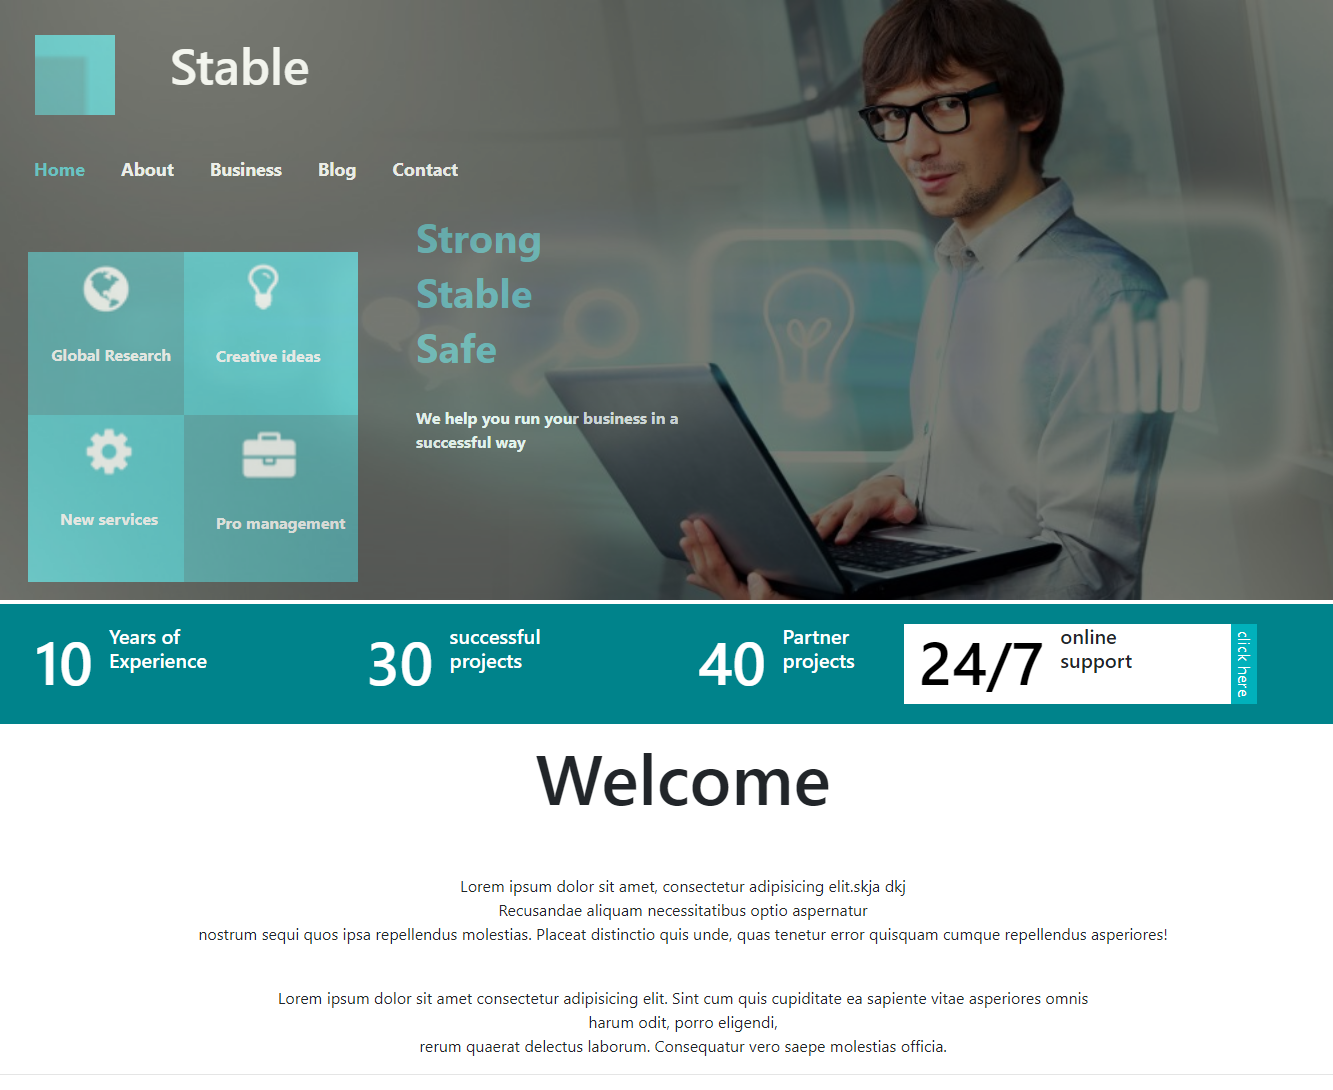 Stable
Home About Business Blog Contact
Strong
Stable
Safe
We help you run your business in a
successful way
Global Research
Creative ideas
New services
Pro management
10
Years of
Experience
30
successful
projects
40
Partner
projects
24/7
online
support
click here
Welcome
Lorem ipsum dolor sit amet, consectetur adipisicing elit.skja dkj
Recusandae aliquam necessitatibus optio aspernatur
nostrum sequi quos ipsa repellendus molestias. Placeat distinctio quis unde, quas tenetur error quisquam cumque repellendus asperiores!
Lorem ipsum dolor sit amet consectetur adipisicing elit. Sint cum quis cupiditate ea sapiente vitae asperiores omnis
harum odit, porro eligendi,
rerum quaerat delectus laborum. Consequatur vero saepe molestias officia.